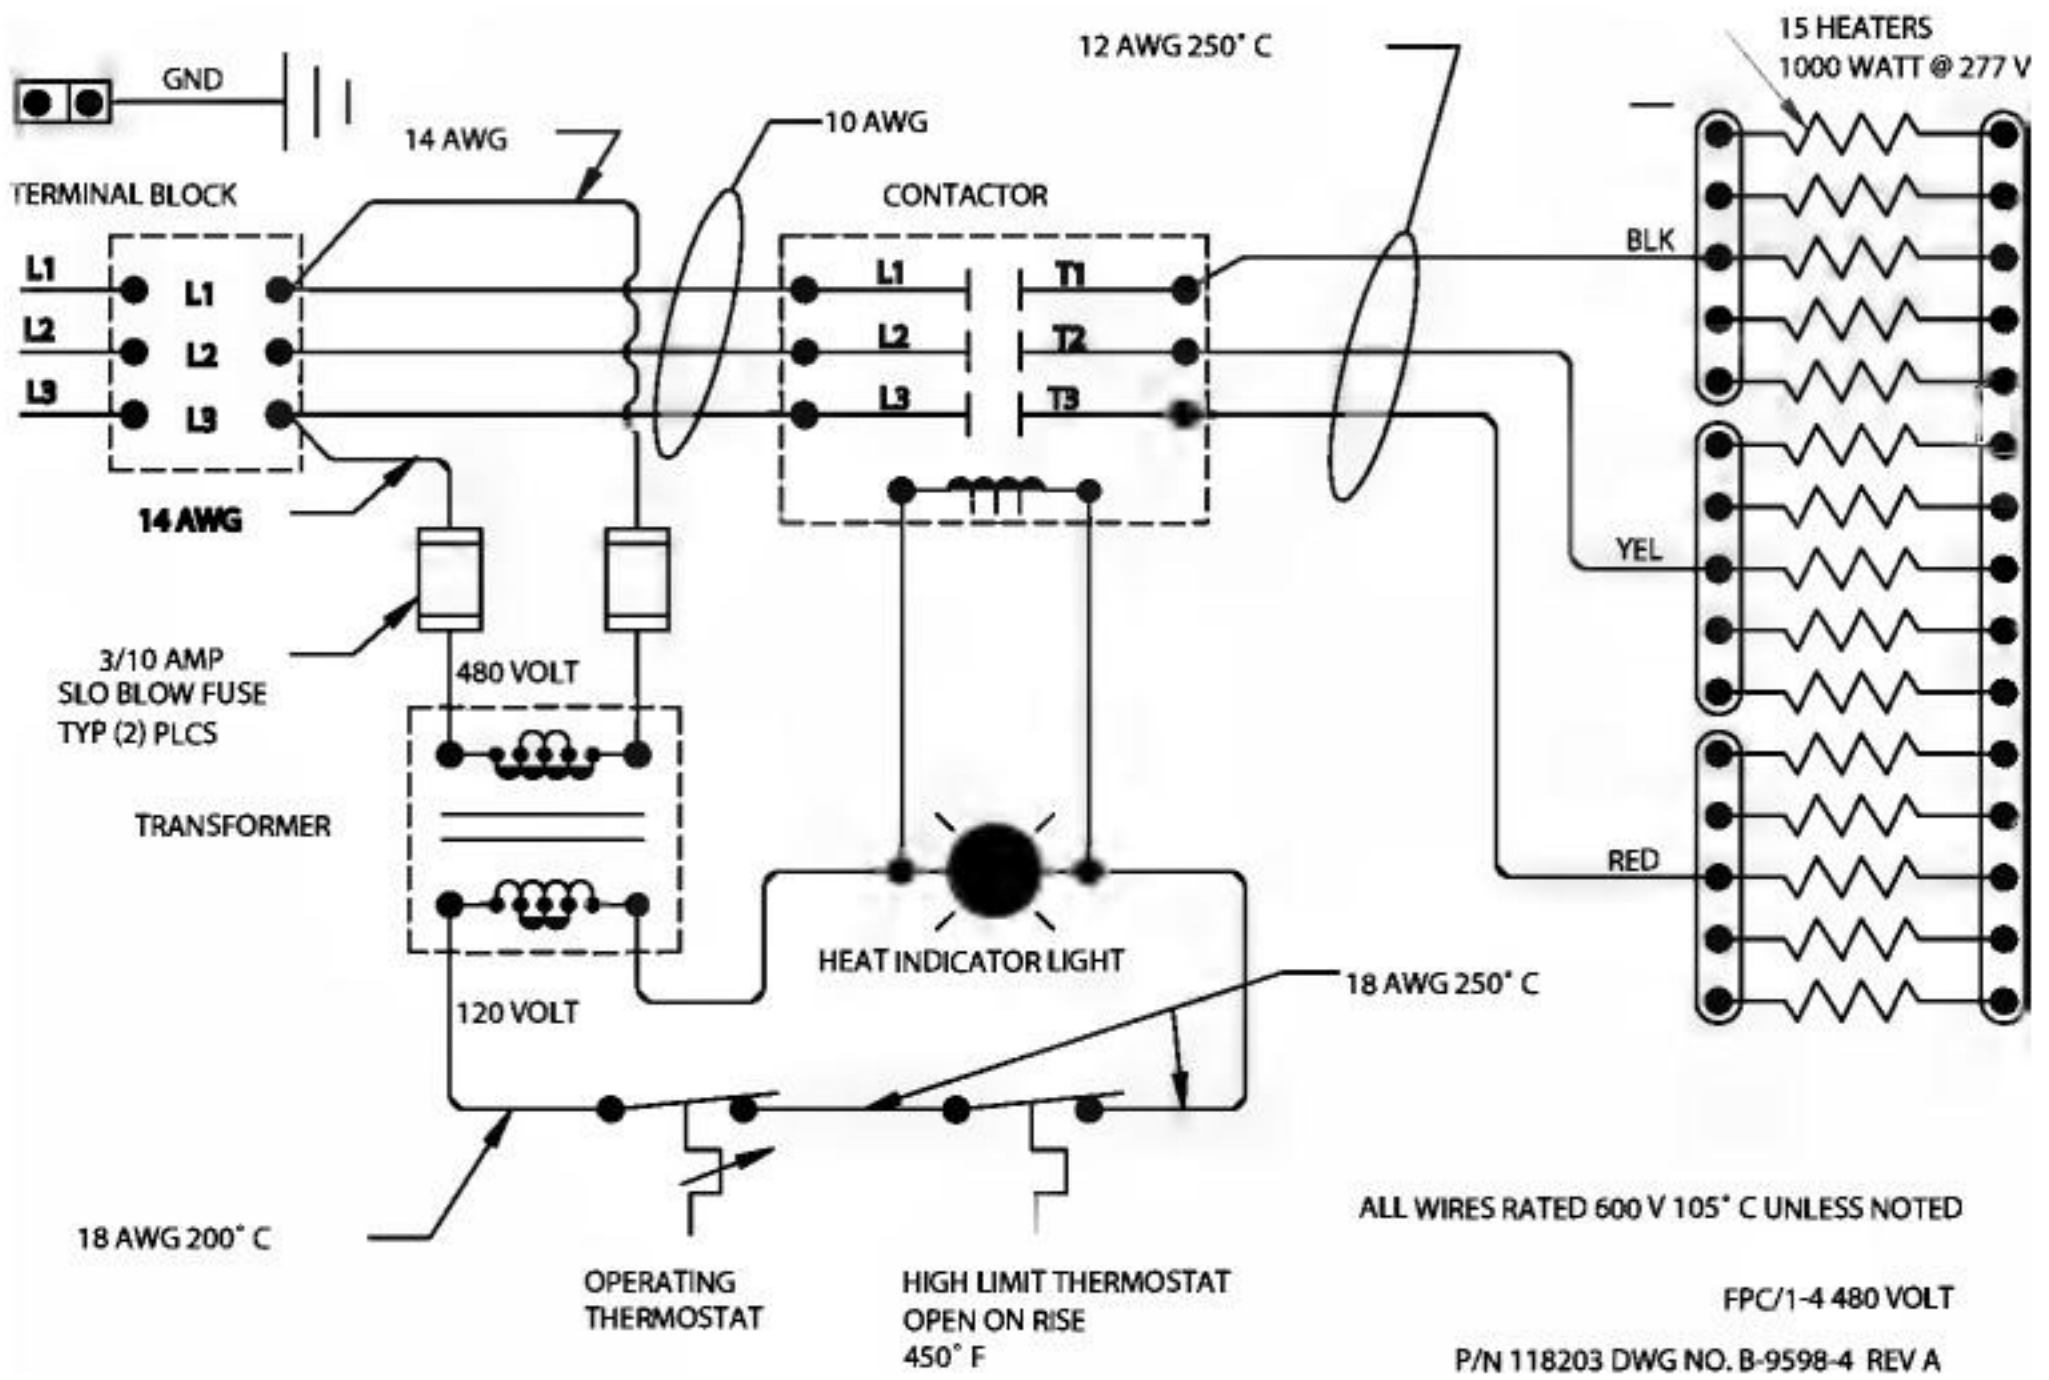 15 HEATERS
1000 WATT @ 277 V
12 AWG 250° C
GND
14 AWG
10 AWG
TERMINAL BLOCK
CONTACTOR
BLK
L1
L1
L1
T1
L2
L2
L2
T2
L3
L3
L3
T3
14 AWG
YEL
3/10 AMP
SLO BLOW FUSE
TYP (2) PLCS
480 VOLT
TRANSFORMER
RED
HEAT INDICATOR LIGHT
18 AWG 250° C
120 VOLT
18 AWG 200° C
OPERATING
THERMOSTAT
HIGH LIMIT THERMOSTAT
OPEN ON RISE
450° F
ALL WIRES RATED 600 V 105° C UNLESS NOTED
FPC/1-4 480 VOLT
P/N 118203 DWG NO. B-9598-4 REV A